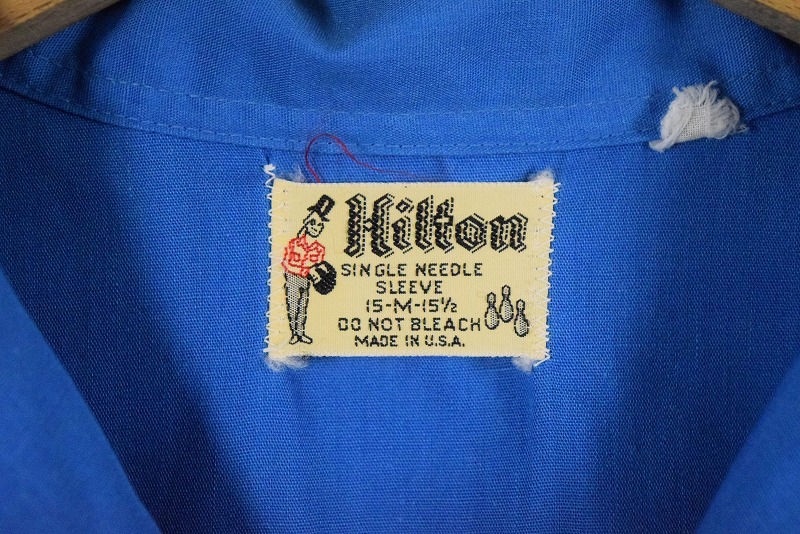 Hilton
SINGLE NEEDLE
SLEEVE
15-M-15½
DO NOT BLEACH
MADE IN U.S.A.